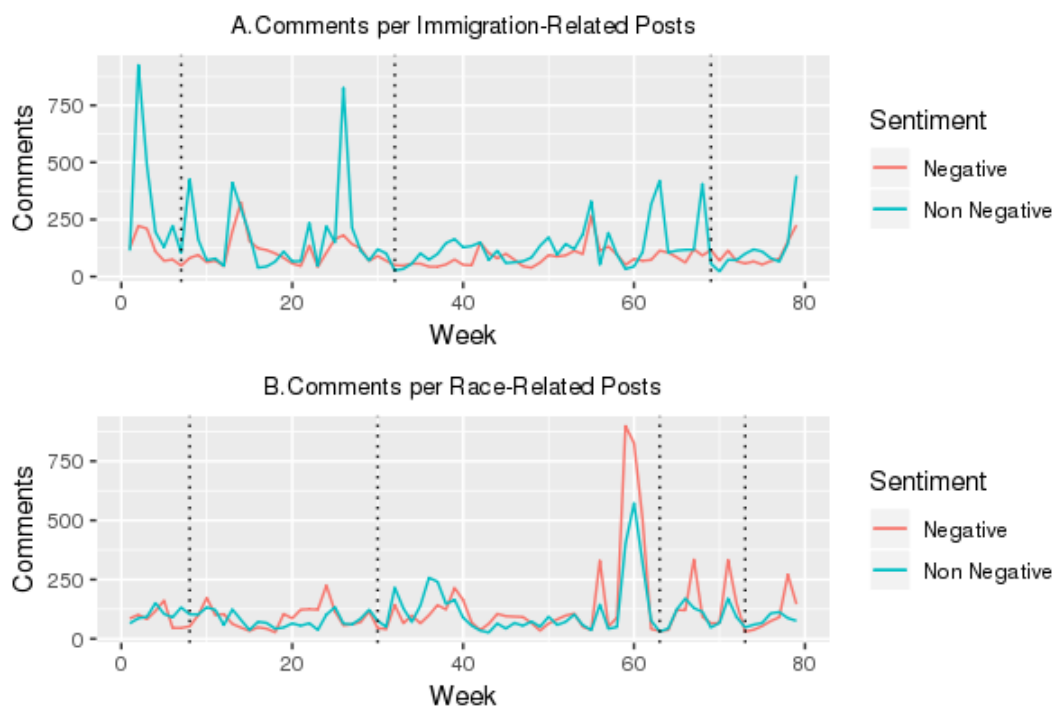 A.Comments per Immigration-Related Posts
Comments
750
500
250
0
0 20 40 60 80
Week
Sentiment
Negative
Non Negative
B.Comments per Race-Related Posts
Comments
750
500
250
0
0 20 40 60 80
Week
Sentiment
Negative
Non Negative